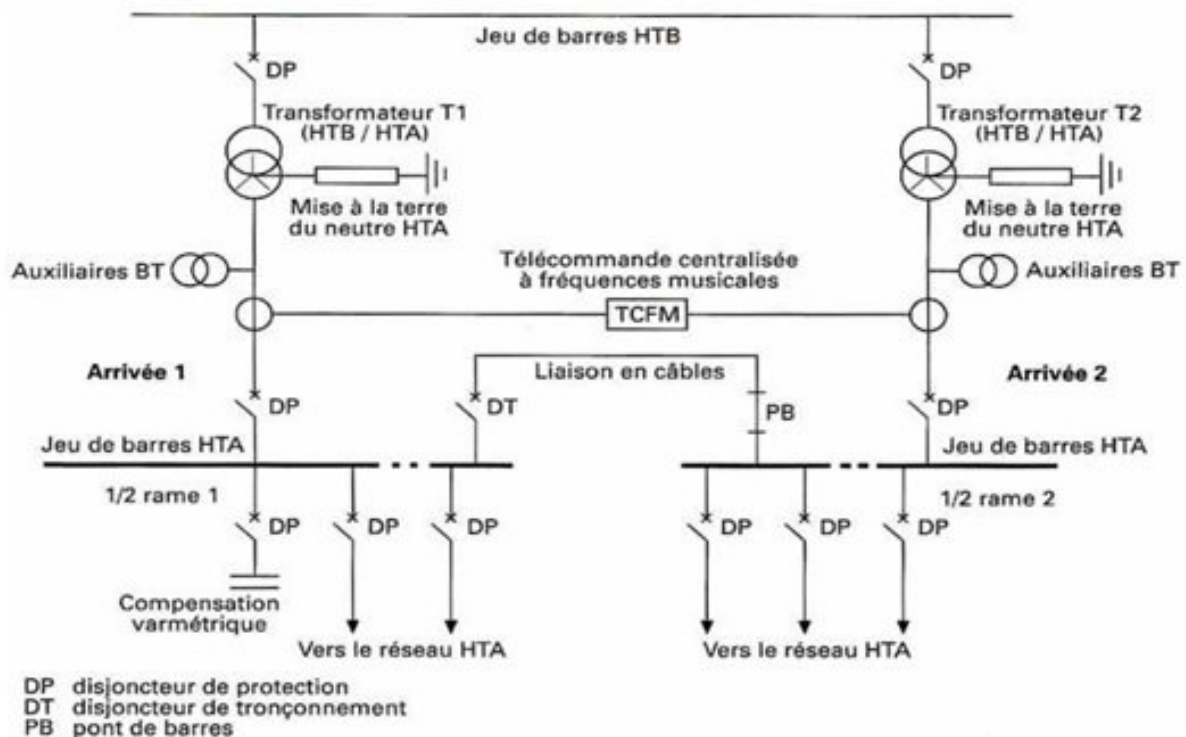 Jeu de barres HTB
DP
DP
Transformateur T1
(HTB / HTA)
Transformateur T2
(HTB / HTA)
Mise à la terre
du neutre HTA
Mise à la terre
du neutre HTA
Auxiliaires BT
Télécommande centralisée
à fréquences musicales
Auxiliaires BT
TCFM
Arrivée 1
Liaison en câbles
Arrivée 2
DP
DT
PB
DP
Jeu de barres HTA
Jeu de barres HTA
1/2 rame 1
1/2 rame 2
DP
DP
DP
DP
DP
DP
Compensation
varmétrique
Vers le réseau HTA
Vers le réseau HTA
DP disjoncteur de protection
DT disjoncteur de tronçonnement
PB pont de barres